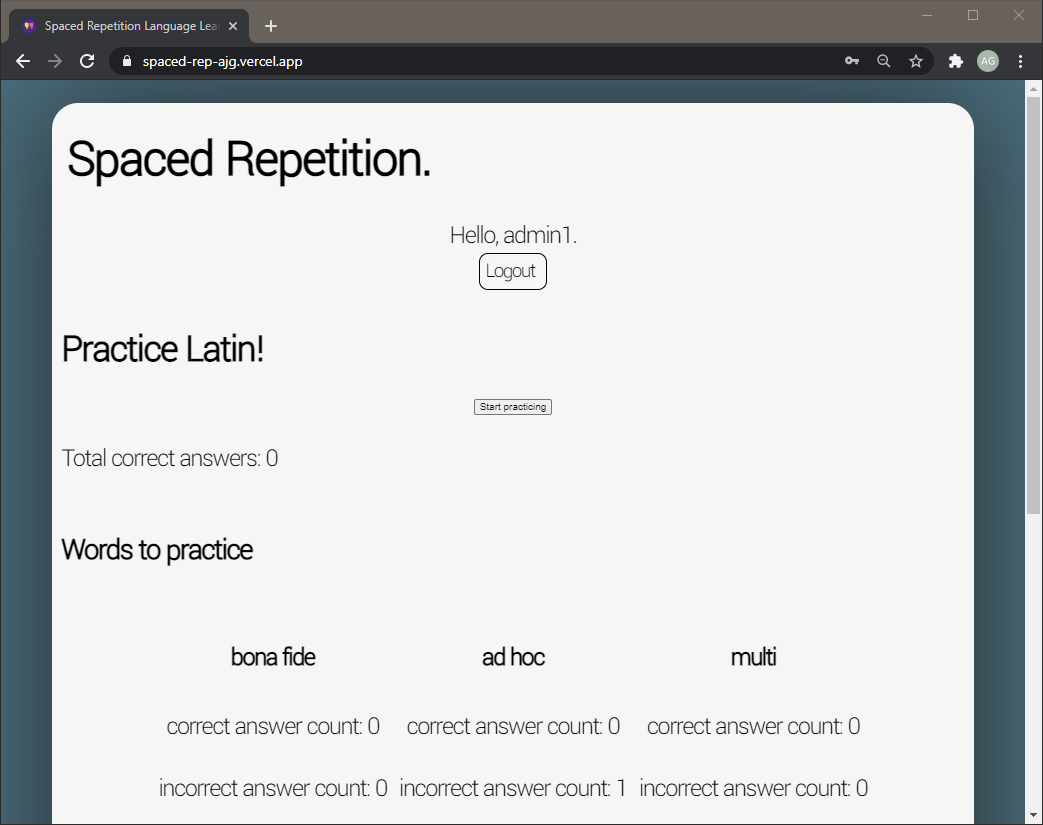 Spaced Repetition Language Lea
spaced-rep-ajg.vercel.app
AG
Spaced Repetition.
Hello, admin1.
Logout
Practice Latin!
Start practicing
Total correct answers: 0
Words to practice
bona fide ad hoc multi
correct answer count: 0 correct answer count: 0 correct answer count: 0
incorrect answer count: 0 incorrect answer count: 1 incorrect answer count: 0